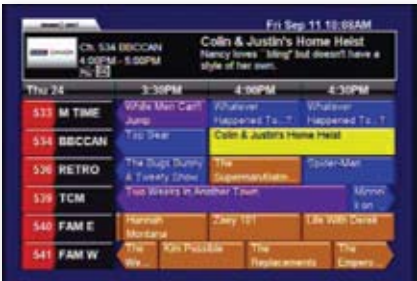 Fri Sep 11 10:08AM
Ch. 534 BBCCAN
4:00PM - 5:00PM
Colin & Justin's Home Heist
Nancy loves "bling" but doesn't have a
style of her own.
Thu 24 3:30PM 4:00PM 4:30PM
533 M TIME
While Men Can't
Jump
Whatever
Happened To...?
Whatever
Happened To...?
534 BBCCAN
Top Gear
Colin & Justin's Home Heist
536 RETRO
The Bugs Bunny
& Tweety Show
The
Spider-Man
539 TCM
Two Weeks In Another Town
540 FAM E
Hannah
Montana
Zoey 101
Life With Derek
541 FAM W
The
We...
Kim Possible
The
Replacements
The
Empero...